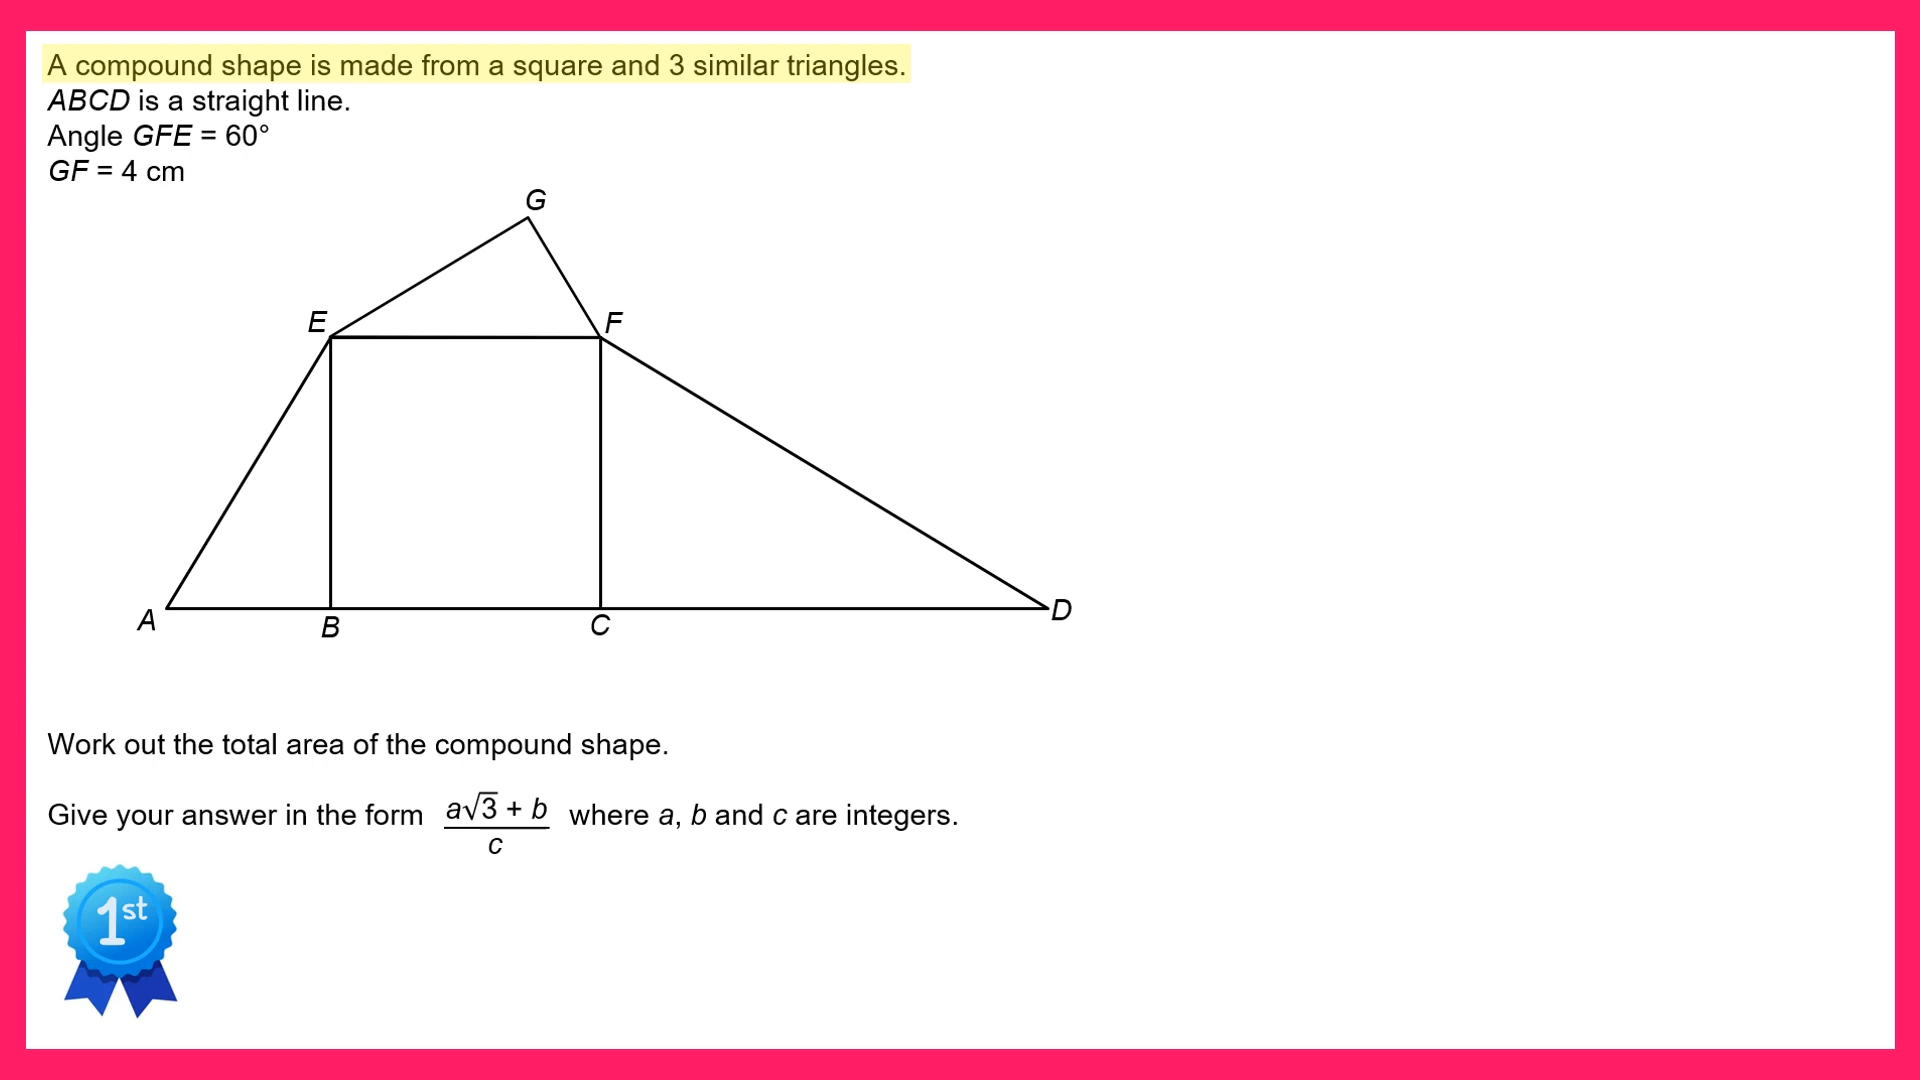 A compound shape is made from a square and 3 similar triangles.
ABCD is a straight line.
Angle GFE = 60°
GF = 4 cm
G
E
F
A
B
C
D
Work out the total area of the compound shape.
Give your answer in the form (a√3 + b)/c where a, b and c are integers.
1st